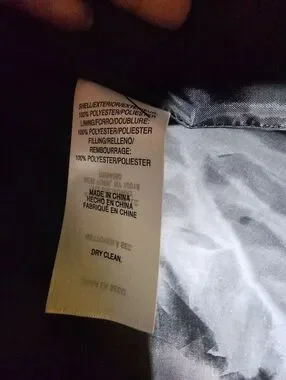 SHELL/EXTERIOR/EXTERIEUR:
100% POLYESTER/POLIESTER
LINING/FORRO/DOUBLURE:
100% POLYESTER/POLIESTER
FILLING/RELLENO/
REMBOURRAGE:
100% POLYESTER/POLIESTER
MADE IN CHINA
HECHO EN CHINA
FABRIQUÉ EN CHINE
DRY CLEAN.